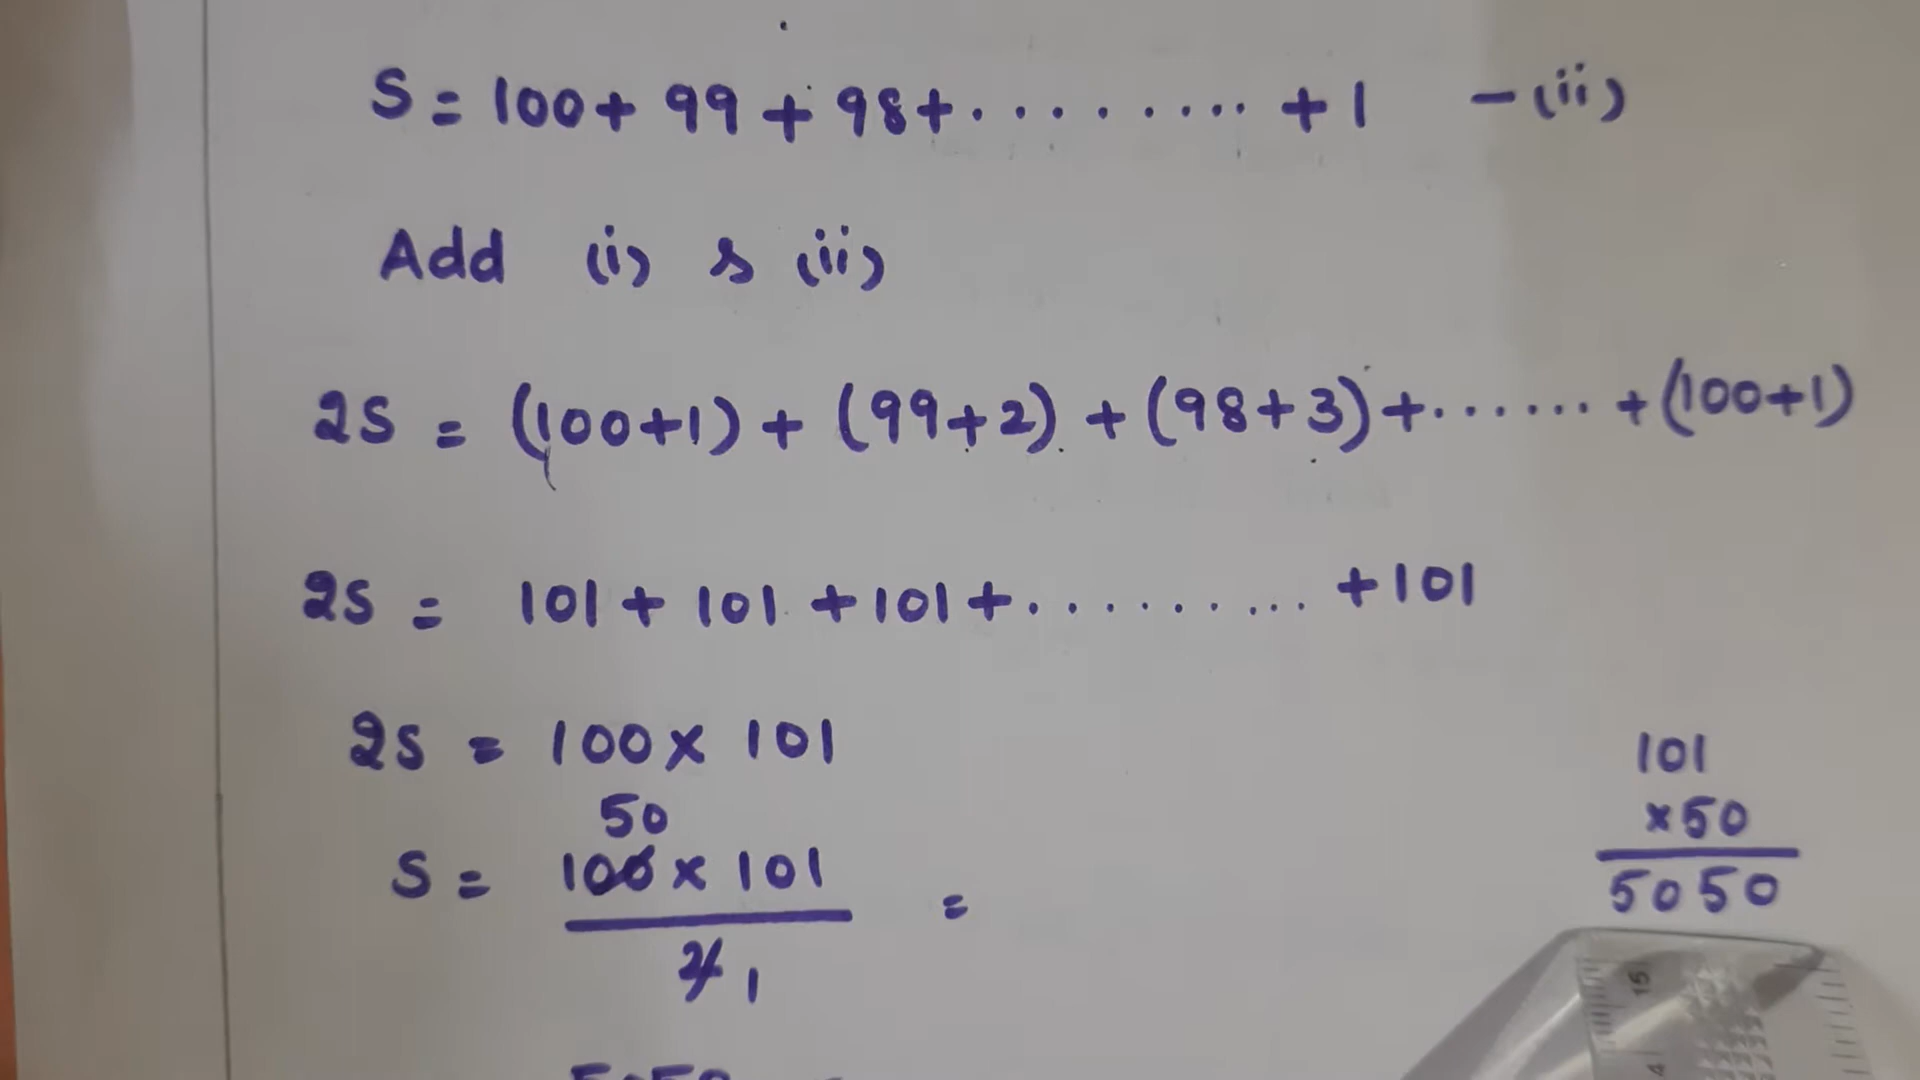 S = 100 + 99 + 98 + . . . . . . . . . + 1 - (ii)
Add (i) & (ii)
2S = (100+1) + (99+2) + (98+3) + . . . . . . . + (100+1)
2S = 101 + 101 + 101 + . . . . . . . . . . + 101
2S = 100 x 101
50
S = 100 x 101 =
2 1
101
x 50
5050
15
4